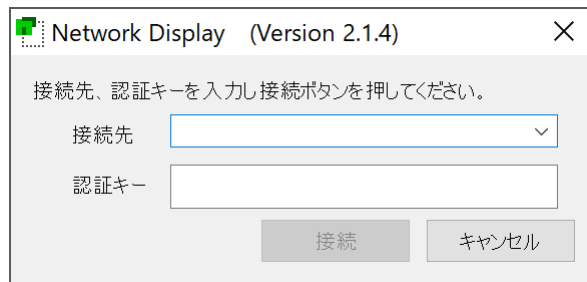 Network Display (Version 2.1.4)
接続先、認証キーを入力し接続ボタンを押してください。
接続先
認証キー
接続 キャンセル